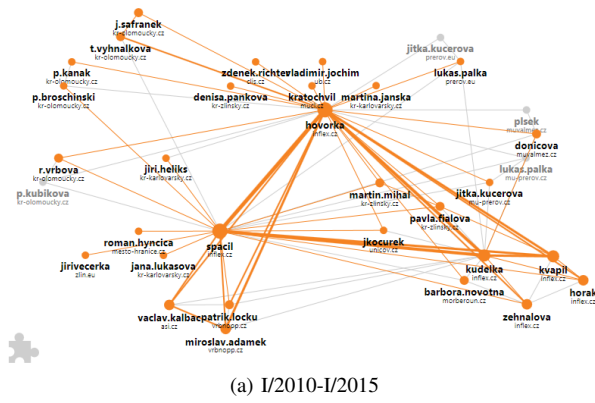 j.safranek
kr-olomoucky.cz
t.vyhnalkova
kr-olomoucky.cz
jitka.kucerova
prerov.eu
p.kanak
kr-olomoucky.cz
zdenek.richter
clis.cz
vladimir.jochim
ubl.cz
lukas.palka
prerov.eu
p.broschinski
kr-olomoucky.cz
denisa.pankova
kr-zlinsky.cz
kratochvil
muci.cz
martina.janska
kr-karlovarsky.cz
hovorka
inflex.cz
plsek
muvalmez.cz
donicova
muvalmez.cz
r.vrbova
kr-olomoucky.cz
jiri.heliks
kr-karlovarsky.cz
lukas.palka
mu-prerov.cz
p.kubikova
kr-olomoucky.cz
martin.mihal
kr-zlinsky.cz
jitka.kucerova
mu-prerov.cz
pavla.fialova
kr-zlinsky.cz
roman.hyncica
mesto-hranice.cz
spacil
inflex.cz
jkocurek
unicov.cz
jirivecerka
zlin.eu
jana.lukasova
kr-karlovarsky.cz
kudelka
inflex.cz
kvapil
inflex.cz
barbora.novotna
morberoun.cz
horak
inflex.cz
vaclav.kalbac
asi.cz
patrik.locku
vrbnopp.cz
zehnalova
inflex.cz
miroslav.adamek
vrbnopp.cz
(a) I/2010-I/2015